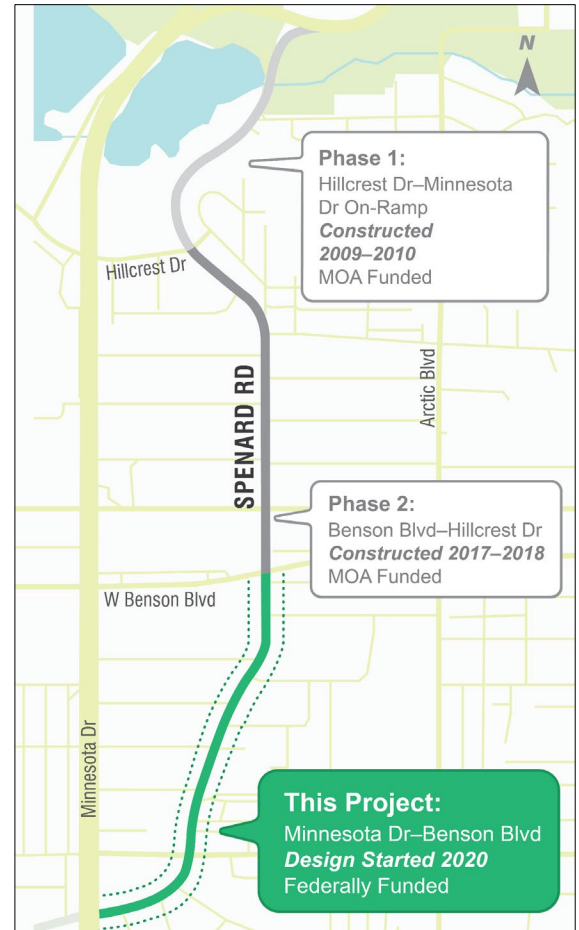 N
Phase 1:
Hillcrest Dr–Minnesota
Dr On-Ramp
Constructed
2009–2010
MOA Funded
Hillcrest Dr
Arctic Blvd
SPENARD RD
Phase 2:
Benson Blvd–Hillcrest Dr
Constructed 2017–2018
MOA Funded
W Benson Blvd
Minnesota Dr
This Project:
Minnesota Dr–Benson Blvd
Design Started 2020
Federally Funded